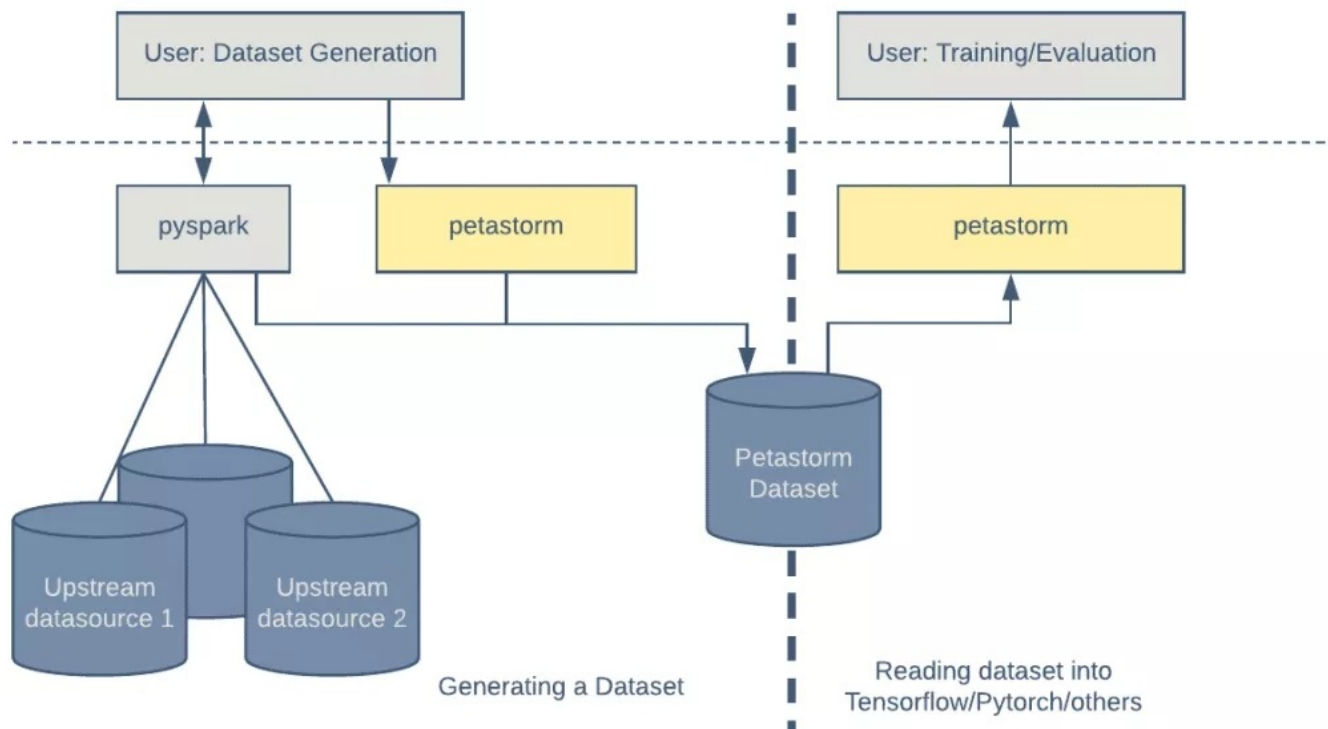 User: Dataset Generation
User: Training/Evaluation
pyspark
petastorm
petastorm
Petastorm
Dataset
Upstream
datasource 1
Upstream
datasource 2
Generating a Dataset
Reading dataset into
Tensorflow/Pytorch/others